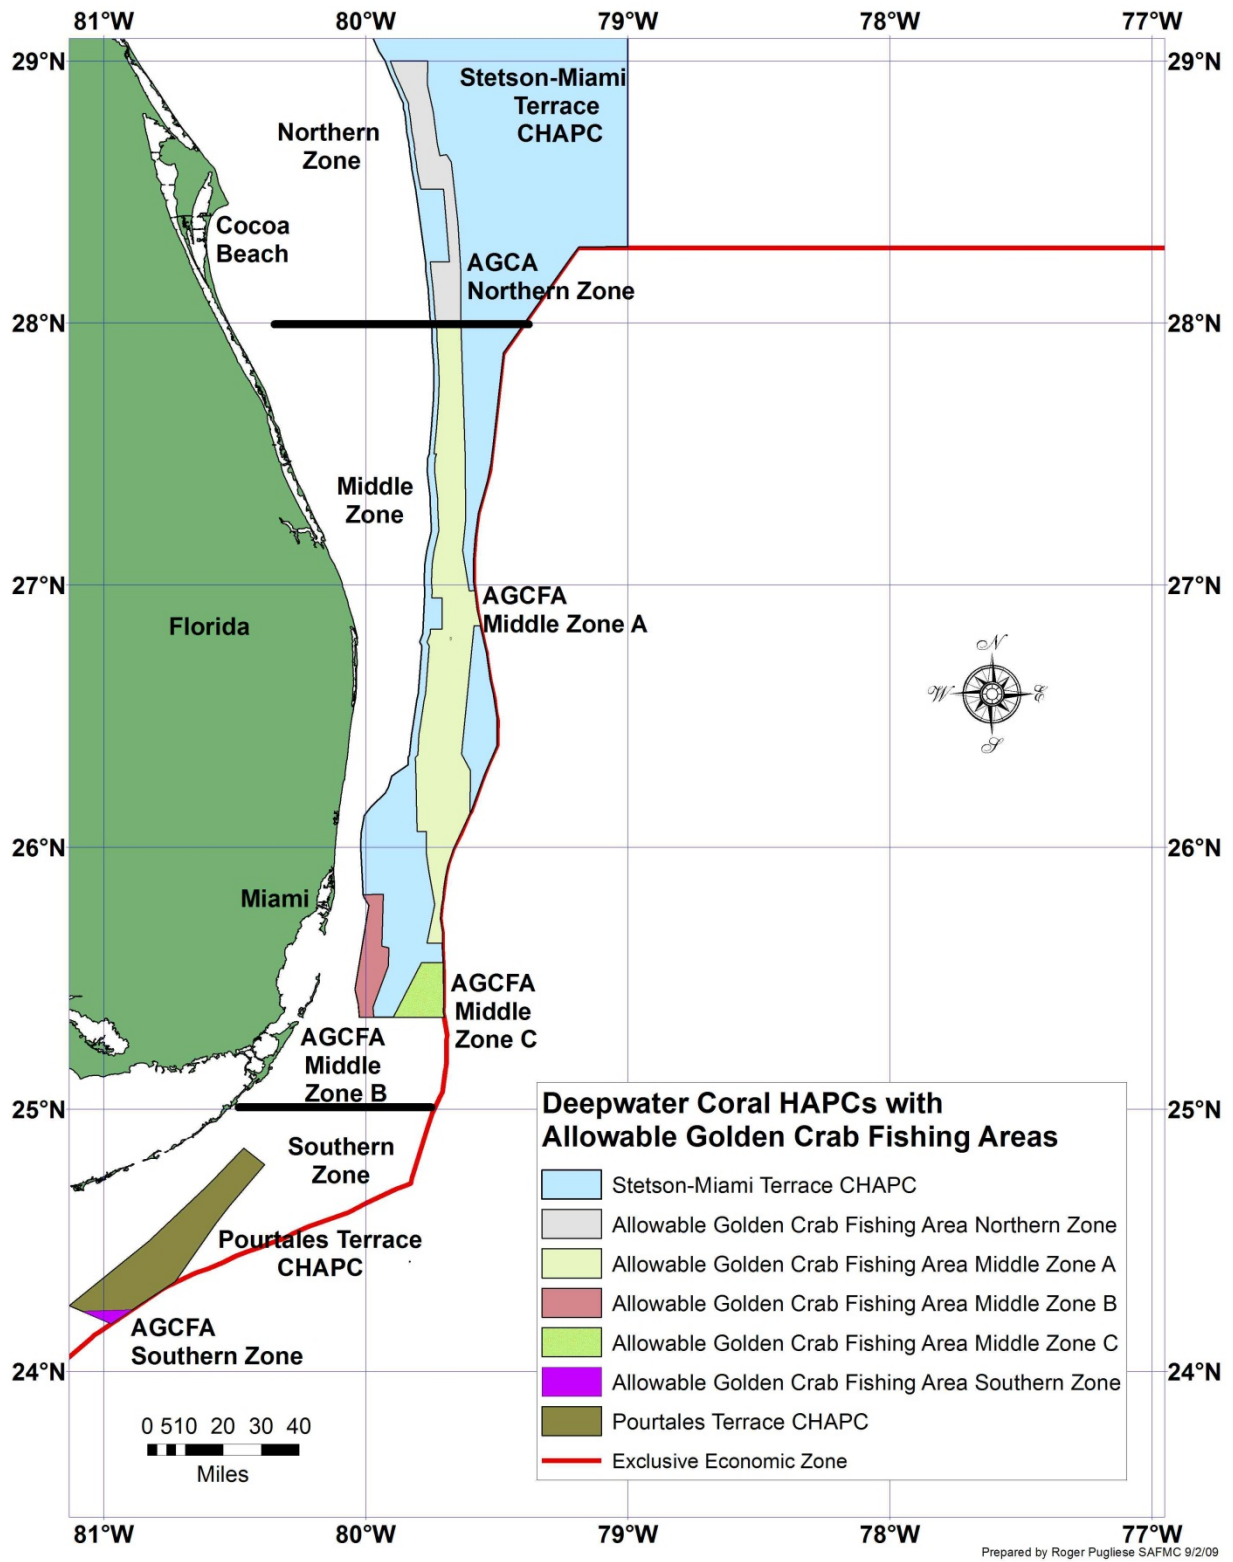 81°W 80°W 79°W 78°W 77°W
29°N 29°N
Stetson-Miami
Terrace
CHAPC
Northern
Zone
Cocoa
Beach
AGCA
Northern Zone
28°N 28°N
Middle
Zone
27°N 27°N
AGCFA
Middle Zone A
Florida
N
W E
S
26°N 26°N
Miami
AGCFA
Middle
Zone C
AGCFA
Middle
Zone B
25°N 25°N
Southern
Zone
Pourtales Terrace
CHAPC
AGCFA
Southern Zone
24°N 24°N
Deepwater Coral HAPCs with
Allowable Golden Crab Fishing Areas
Stetson-Miami Terrace CHAPC
Allowable Golden Crab Fishing Area Northern Zone
Allowable Golden Crab Fishing Area Middle Zone A
Allowable Golden Crab Fishing Area Middle Zone B
Allowable Golden Crab Fishing Area Middle Zone C
Allowable Golden Crab Fishing Area Southern Zone
Pourtales Terrace CHAPC
Exclusive Economic Zone
0 5 10 20 30 40
Miles
81°W 80°W 79°W 78°W 77°W
Prepared by Roger Pugliese SAFMC 9/2/09